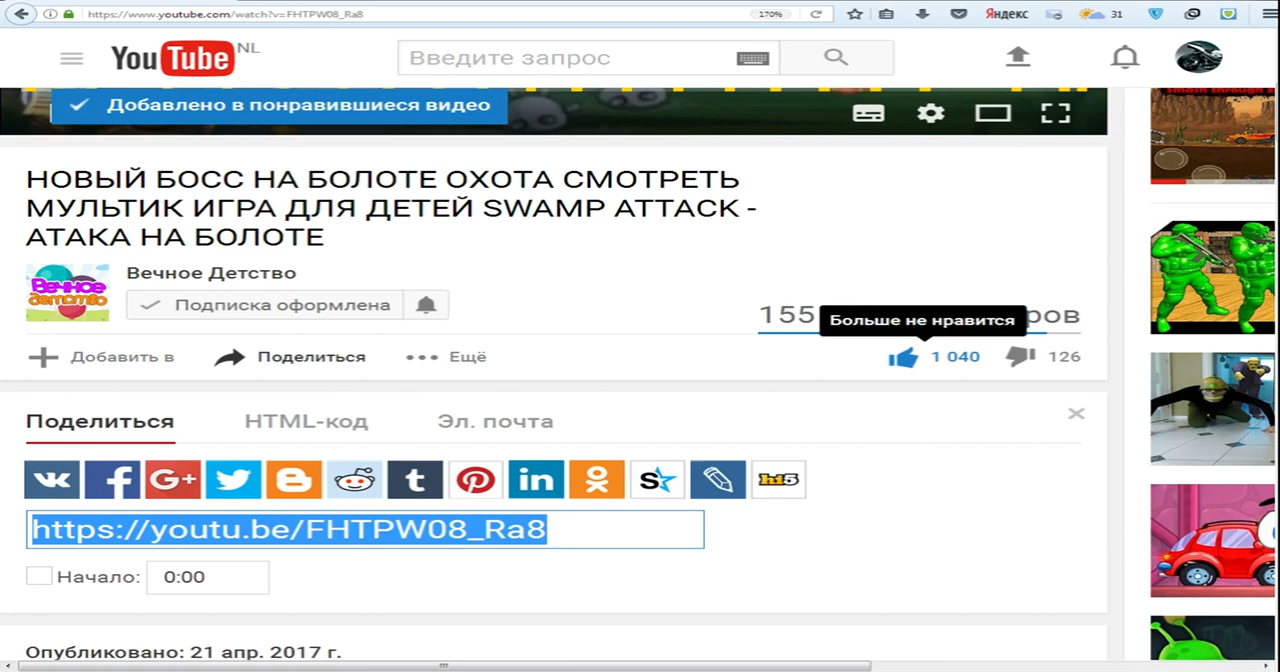 https://www.youtube.com/watch?v=FHTPW08_Ra8
170%
Яндекс
31
YouTube NL
Введите запрос
Добавлено в понравившиеся видео
НОВЫЙ БОСС НА БОЛОТЕ ОХОТА СМОТРЕТЬ
МУЛЬТИК ИГРА ДЛЯ ДЕТЕЙ SWAMP ATTACK -
АТАКА НА БОЛОТЕ
Вечное Детство
Вечное
детство
Подписка оформлена
155
Больше не нравится
ров
Добавить в
Поделиться
Ещё
1 040
126
Поделиться
HTML-код
Эл. почта
https://youtu.be/FHTPW08_Ra8
Начало: 0:00
Опубликовано: 21 апр. 2017 г.